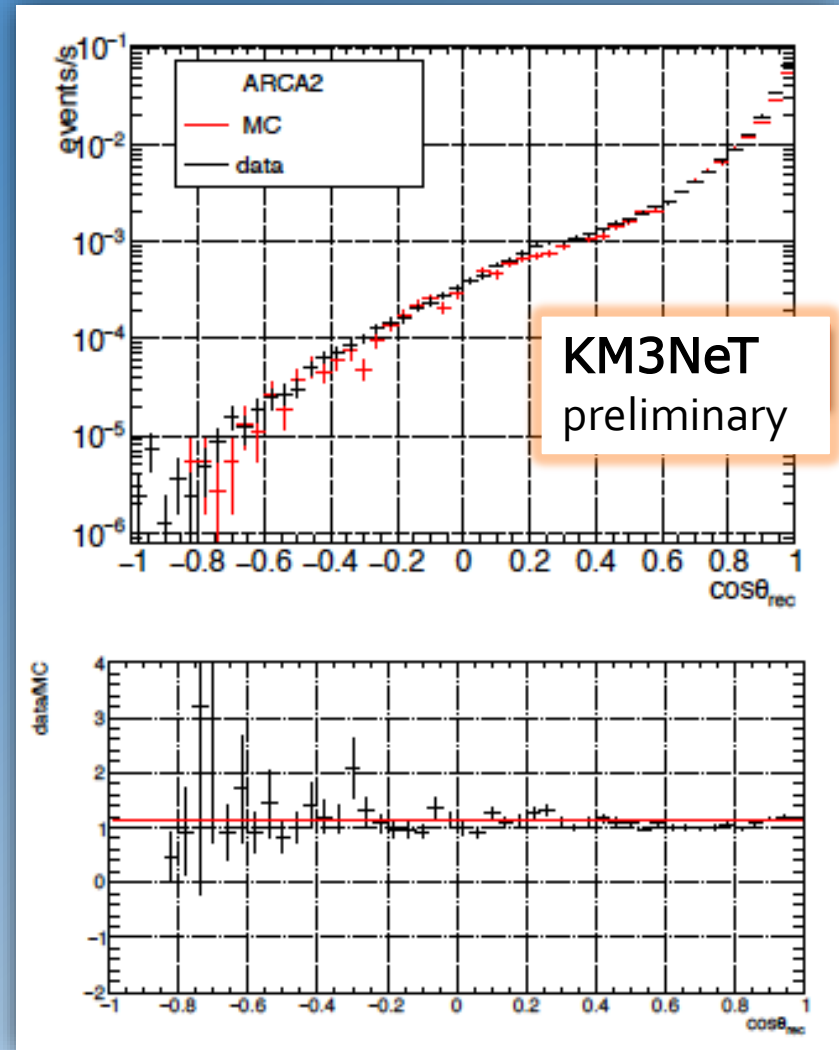 events/s
10⁻¹
10⁻²
10⁻³
10⁻⁴
10⁻⁵
10⁻⁶
ARCA2
MC
data
KM3NeT
preliminary
−1 −0.8 −0.6 −0.4 −0.2 0 0.2 0.4 0.6 0.8 1
cosθrec
data/MC
4
3
2
1
0
−1
−2
−1 −0.8 −0.6 −0.4 −0.2 0 0.2 0.4 0.6 0.8 1
cosθrec